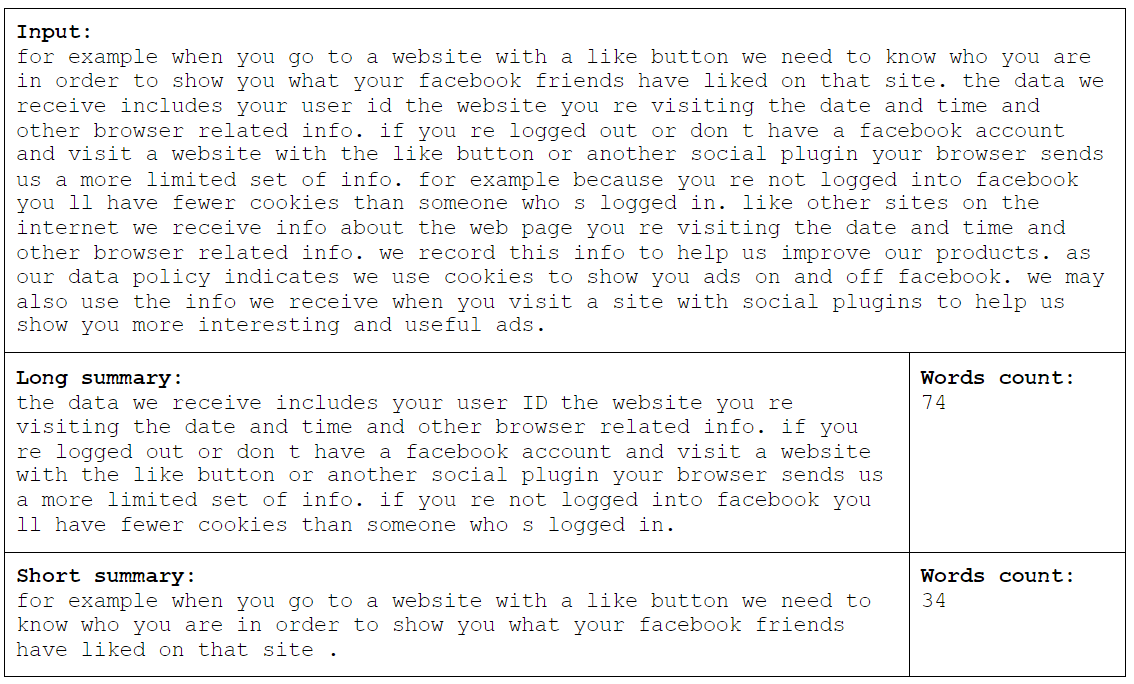 Input:
for example when you go to a website with a like button we need to know who you are
in order to show you what your facebook friends have liked on that site. the data we
receive includes your user id the website you re visiting the date and time and
other browser related info. if you re logged out or don t have a facebook account
and visit a website with the like button or another social plugin your browser sends
us a more limited set of info. for example because you re not logged into facebook
you ll have fewer cookies than someone who s logged in. like other sites on the
internet we receive info about the web page you re visiting the date and time and
other browser related info. we record this info to help us improve our products. as
our data policy indicates we use cookies to show you ads on and off facebook. we may
also use the info we receive when you visit a site with social plugins to help us
show you more interesting and useful ads.
Long summary:
the data we receive includes your user ID the website you re
visiting the date and time and other browser related info. if you
re logged out or don t have a facebook account and visit a website
with the like button or another social plugin your browser sends us
a more limited set of info. if you re not logged into facebook you
ll have fewer cookies than someone who s logged in.
Words count:
74
Short summary:
for example when you go to a website with a like button we need to
know who you are in order to show you what your facebook friends
have liked on that site .
Words count:
34